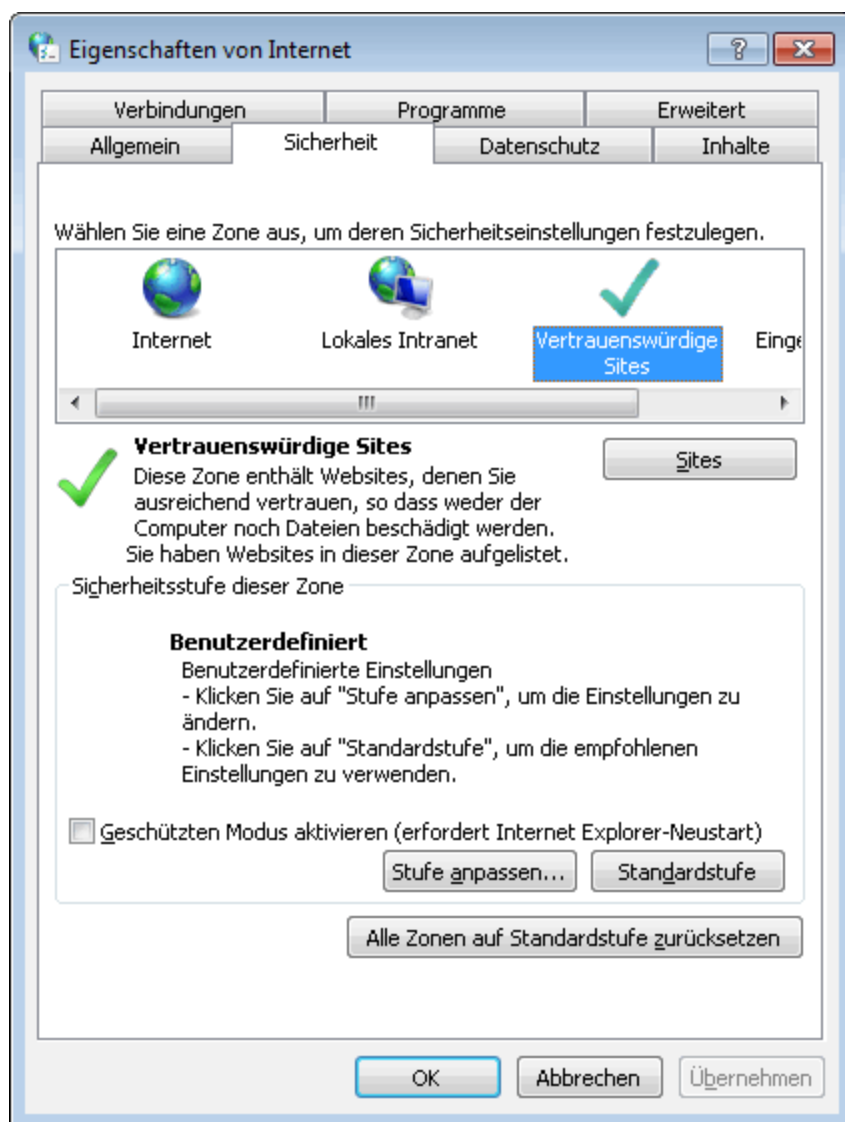 Eigenschaften von Internet
Verbindungen Programme Erweitert
Allgemein Sicherheit Datenschutz Inhalte
Wählen Sie eine Zone aus, um deren Sicherheitseinstellungen festzulegen.
Internet Lokales Intranet Vertrauenswürdige Einge
Sites
Vertrauenswürdige Sites
Sites
Diese Zone enthält Websites, denen Sie
ausreichend vertrauen, so dass weder der
Computer noch Dateien beschädigt werden.
Sie haben Websites in dieser Zone aufgelistet.
Sicherheitsstufe dieser Zone
Benutzerdefiniert
Benutzerdefinierte Einstellungen
- Klicken Sie auf "Stufe anpassen", um die Einstellungen zu
ändern.
- Klicken Sie auf "Standardstufe", um die empfohlenen
Einstellungen zu verwenden.
Geschützten Modus aktivieren (erfordert Internet Explorer-Neustart)
Stufe anpassen... Standardstufe
Alle Zonen auf Standardstufe zurücksetzen
OK Abbrechen Übernehmen